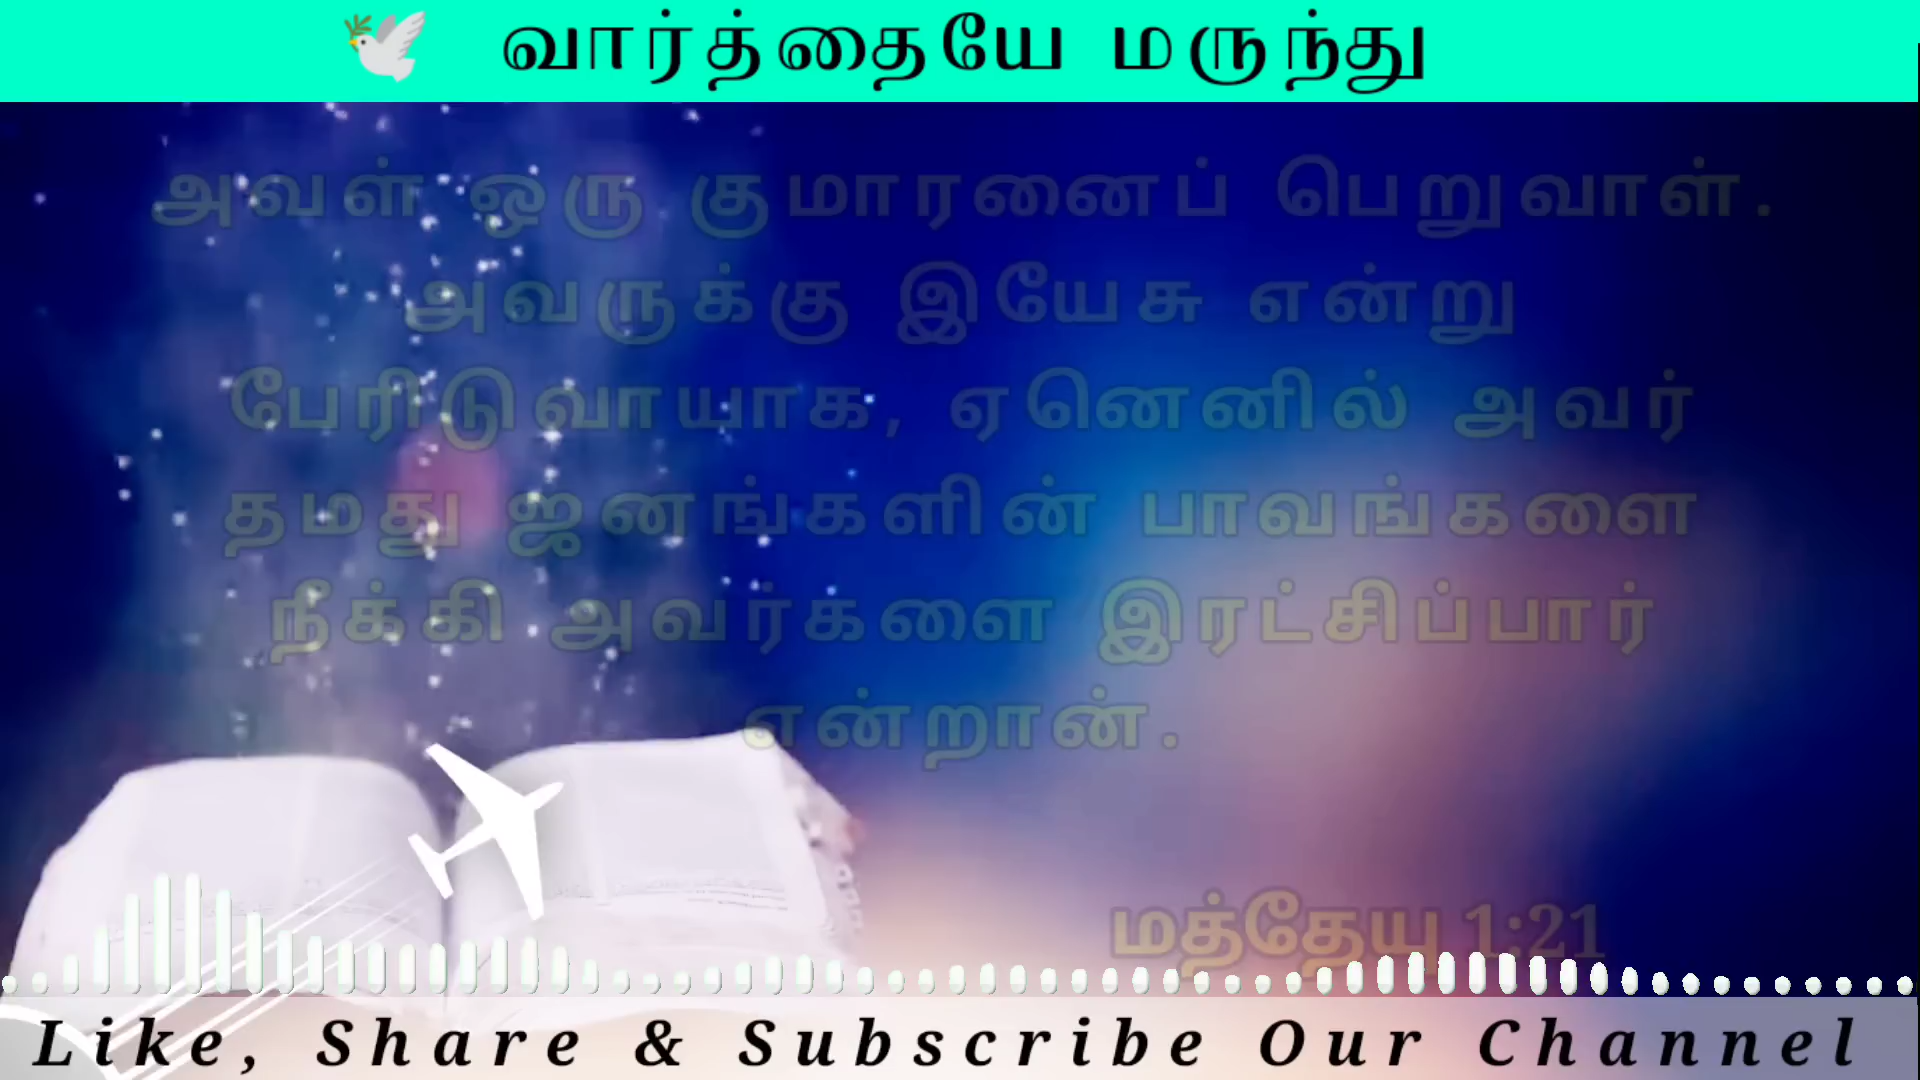 வார்த்தையே மருந்து
அவள் ஒரு குமாரனைப் பெறுவாள்.
அவருக்கு இயேசு என்று
பேரிடுவாயாக, ஏனெனில் அவர்
தமது ஜனங்களின் பாவங்களை
நீக்கி அவர்களை இரட்சிப்பார்
என்றான்.
மத்தேயு 1:21
Like, Share & Subscribe Our Channel